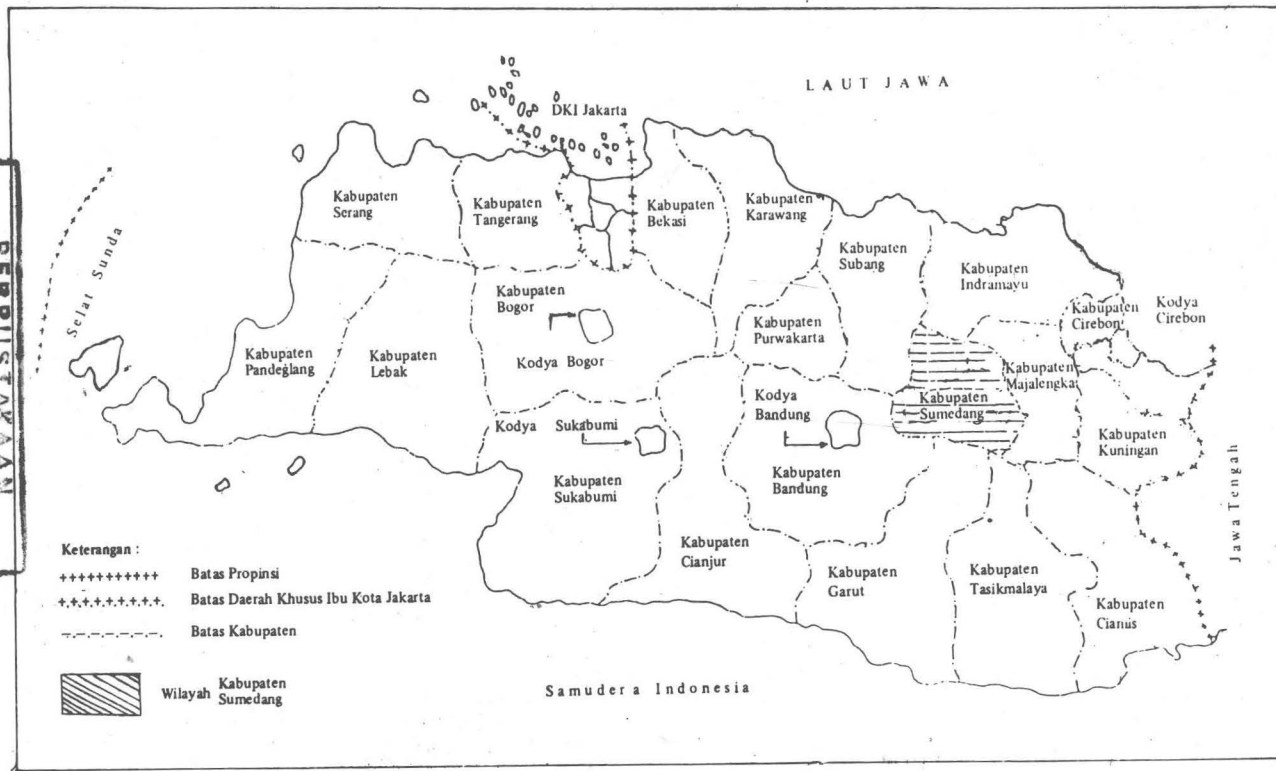 LAUT JAWA
DKI Jakarta
Selat Sunda
Kabupaten
Serang
Kabupaten
Tangerang
Kabupaten
Bekasi
Kabupaten
Karawang
Kabupaten
Subang
Kabupaten
Indramayu
Kabupaten
Cirebon
Kodya
Cirebon
Kabupaten
Pandeglang
Kabupaten
Lebak
Kabupaten
Bogor
Kodya Bogor
Kabupaten
Purwakarta
Kabupaten
Majalengka
Kabupaten
Sumedang
Kodya
Bandung
Kodya Sukabumi
Kabupaten
Kuningan
Kabupaten
Sukabumi
Kabupaten
Bandung
Kabupaten
Cianjur
Kabupaten
Garut
Kabupaten
Tasikmalaya
Kabupaten
Ciamis
Jawa Tengah
Samudera Indonesia
Keterangan :
Batas Propinsi
Batas Daerah Khusus Ibu Kota Jakarta
Batas Kabupaten
Wilayah Kabupaten
Sumedang
PERPUSTAKAAN